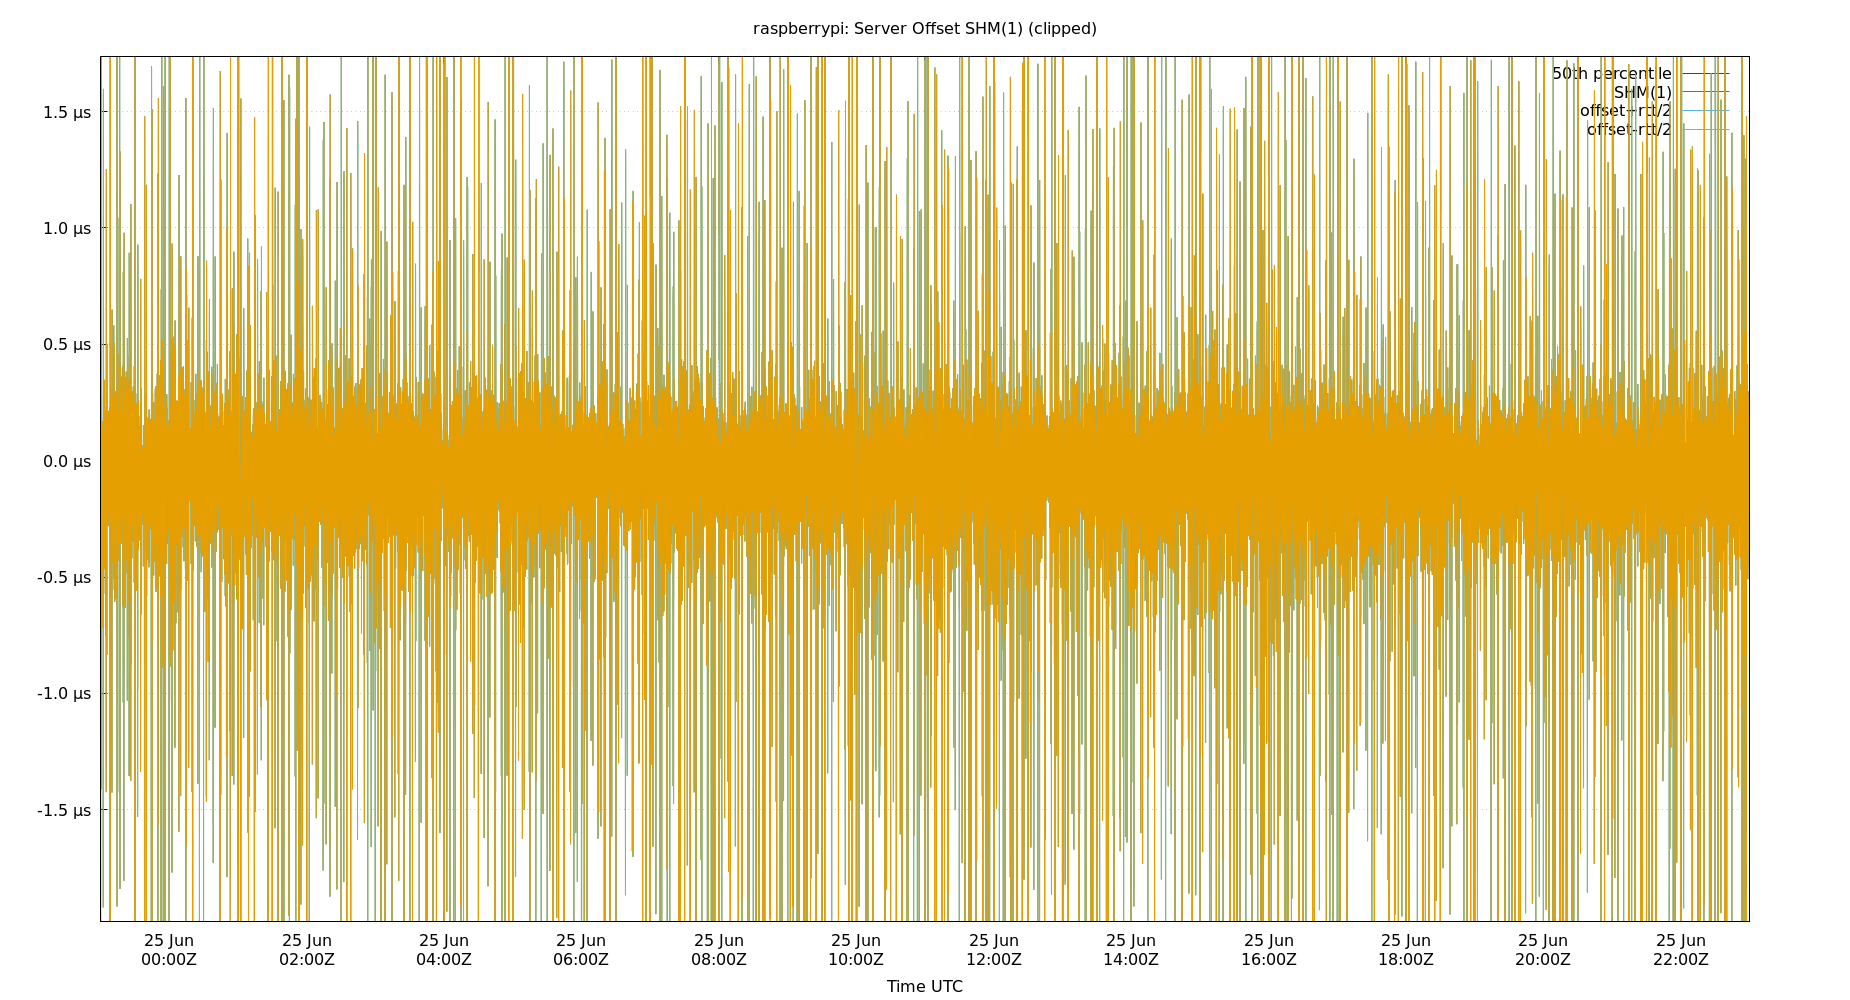 raspberrypi: Server Offset SHM(1) (clipped)
50th percentile
SHM(1)
offset+rtt/2
offset-rtt/2
1.5 µs
1.0 µs
0.5 µs
0.0 µs
-0.5 µs
-1.0 µs
-1.5 µs
25 Jun 25 Jun 25 Jun 25 Jun 25 Jun 25 Jun 25 Jun 25 Jun 25 Jun 25 Jun 25 Jun 25 Jun
00:00Z 02:00Z 04:00Z 06:00Z 08:00Z 10:00Z 12:00Z 14:00Z 16:00Z 18:00Z 20:00Z 22:00Z
Time UTC